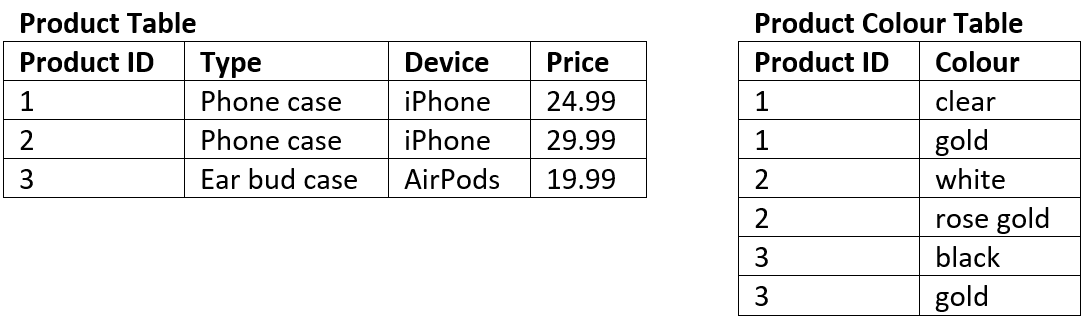 Product Table
Product ID Type Device Price
1 Phone case iPhone 24.99
2 Phone case iPhone 29.99
3 Ear bud case AirPods 19.99
Product Colour Table
Product ID Colour
1 clear
1 gold
2 white
2 rose gold
3 black
3 gold